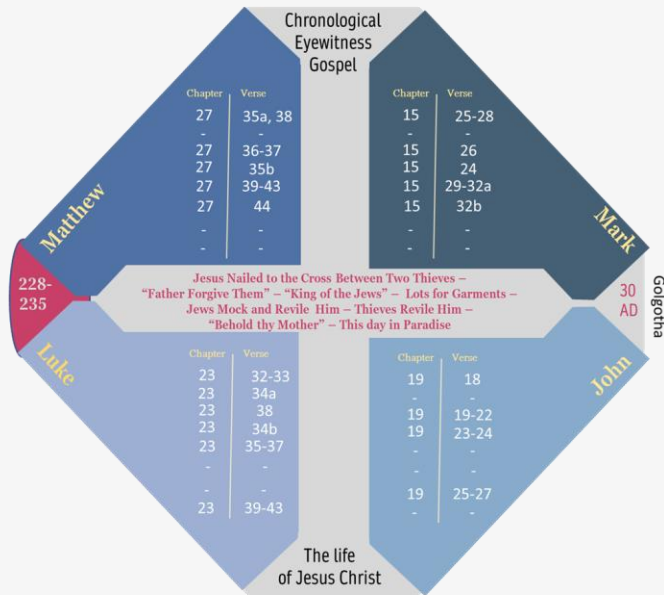 Chronological
Eyewitness
Gospel
Matthew
Chapter Verse
27 35a, 38
- -
27 36-37
27 35b
27 39-43
27 44
- -
- -
Mark
Chapter Verse
15 25-28
- -
15 26
15 24
15 29-32a
15 32b
- -
- -
228-
235
Jesus Nailed to the Cross Between Two Thieves –
“Father Forgive Them” – “King of the Jews” – Lots for Garments –
Jews Mock and Revile Him – Thieves Revile Him –
“Behold thy Mother” – This day in Paradise
30
AD
Golgotha
Luke
Chapter Verse
23 32-33
23 34a
23 38
23 34b
23 35-37
- -
- -
23 39-43
John
Chapter Verse
19 18
- -
19 19-22
19 23-24
- -
- -
19 25-27
- -
The life
of Jesus Christ